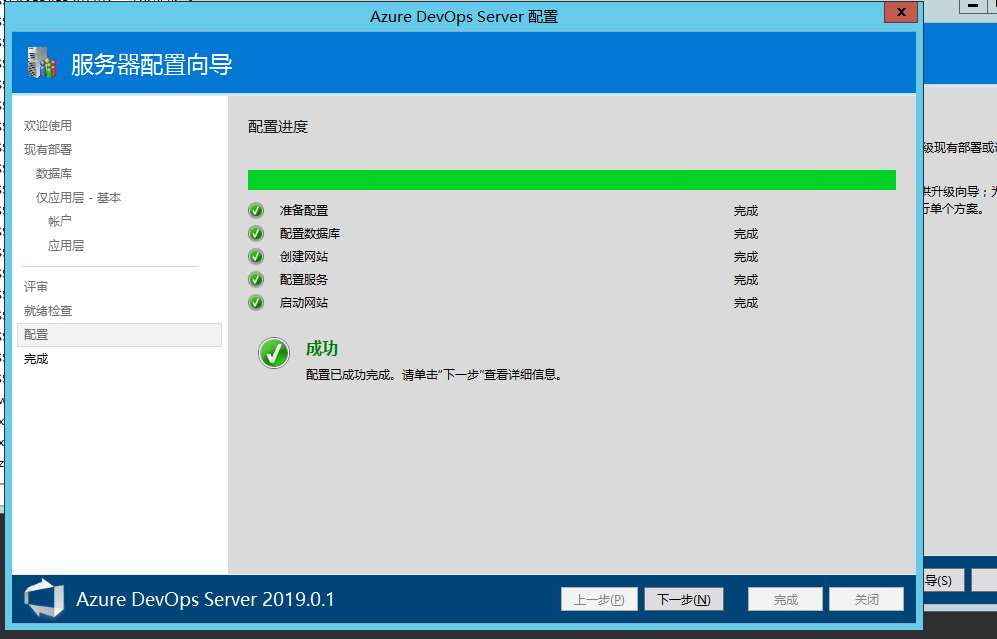 Azure DevOps Server 配置
x
服务器配置向导
欢迎使用
现有部署
数据库
仅应用层 - 基本
帐户
应用层
评审
就绪检查
配置
完成
配置进度
准备配置 完成
配置数据库 完成
创建网站 完成
配置服务 完成
启动网站 完成
成功
配置已成功完成。请单击"下一步"查看详细信息。
级现有部署或
供升级向导；为
行单个方案。
Azure DevOps Server 2019.0.1
上一步(P) 下一步(N) 完成 关闭
导(S)